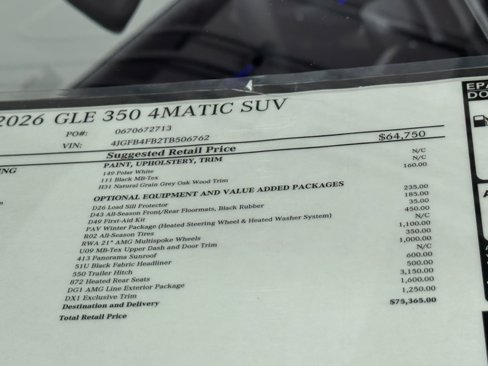 2026 GLE 350 4MATIC SUV
PO#: 0670672713
VIN: 4JGFB4FB2TB506762
Suggested Retail Price $64,750
PAINT, UPHOLSTERY, TRIM
149 Polar White N/C
111 Black MB-Tex N/C
H31 Natural Grain Grey Oak Wood Trim 160.00
OPTIONAL EQUIPMENT AND VALUE ADDED PACKAGES
D26 Load Sill Protector 235.00
D43 All-Season Front/Rear Floormats, Black Rubber 185.00
D49 First-Aid Kit 35.00
PAV Winter Package (Heated Steering Wheel & Heated Washer System) 450.00
R02 All-Season Tires N/C
RWA 21" AMG Multispoke Wheels 1,100.00
U09 MB-Tex Upper Dash and Door Trim 350.00
413 Panorama Sunroof 1,000.00
51U Black Fabric Headliner N/C
550 Trailer Hitch 600.00
872 Heated Rear Seats 500.00
DG1 AMG Line Exterior Package 3,150.00
DX1 Exclusive Trim 1,600.00
Destination and Delivery 1,250.00
Total Retail Price $75,365.00
ING
EPA
DO